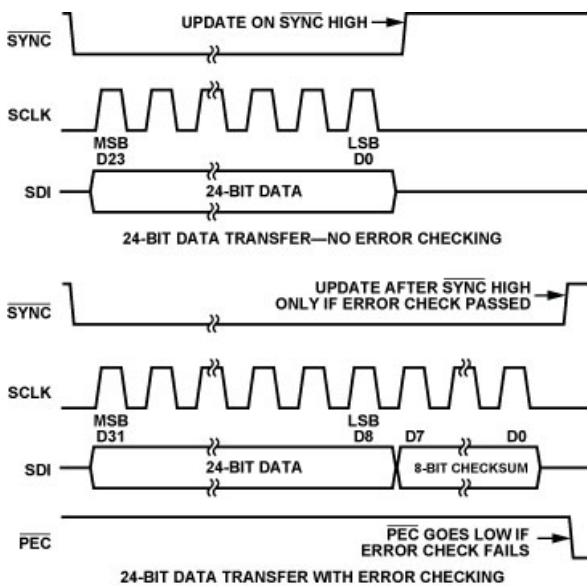 UPDATE ON SYNC HIGH
SYNC
SCLK
MSB LSB
D23 D0
SDI 24-BIT DATA
24-BIT DATA TRANSFER—NO ERROR CHECKING
UPDATE AFTER SYNC HIGH
ONLY IF ERROR CHECK PASSED
SYNC
SCLK
MSB LSB
D31 D8 D7 D0
SDI 24-BIT DATA 8-BIT CHECKSUM
PEC GOES LOW IF
ERROR CHECK FAILS
PEC
24-BIT DATA TRANSFER WITH ERROR CHECKING